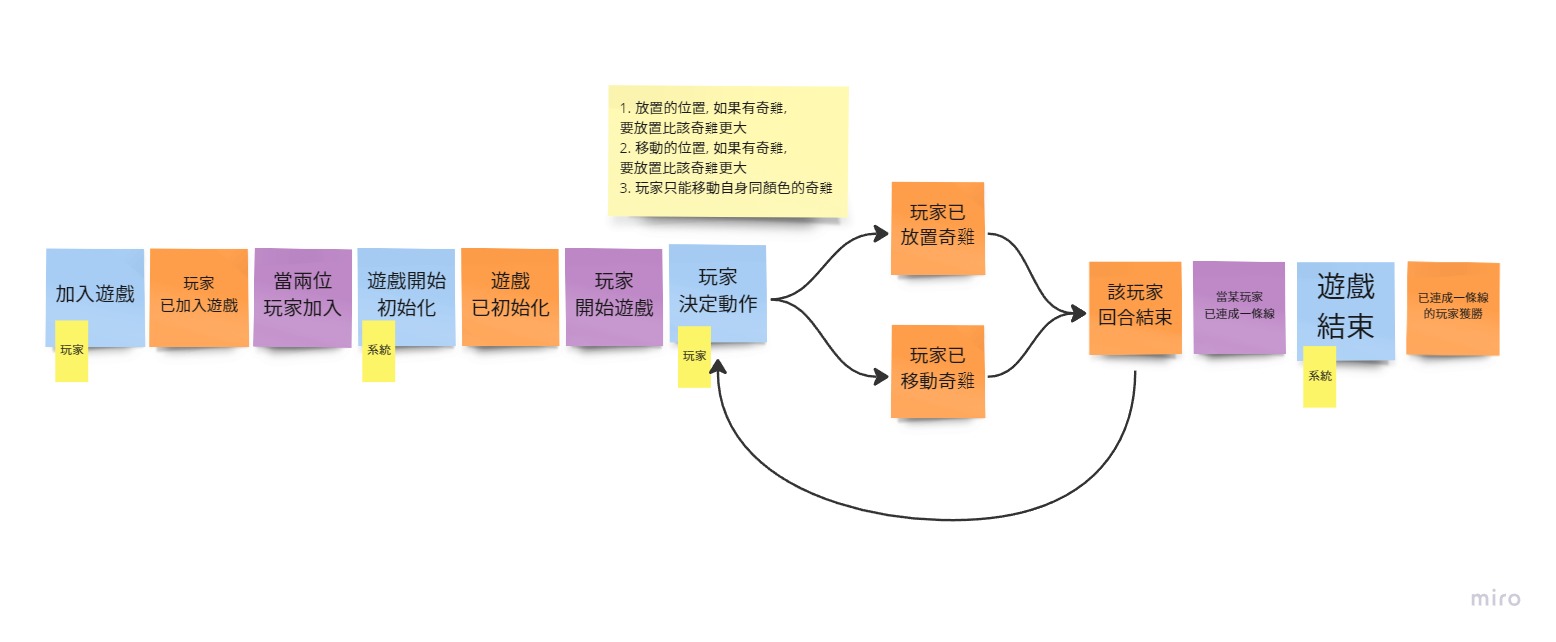 1. 放置的位置, 如果有奇雞,
要放置比該奇雞更大
2. 移動的位置, 如果有奇雞,
要放置比該奇雞更大
3. 玩家只能移動自身同顏色的奇雞
加入遊戲
玩家
玩家
已加入遊戲
當兩位
玩家加入
遊戲開始
初始化
系統
遊戲
已初始化
玩家
開始遊戲
玩家
決定動作
玩家
玩家已
放置奇雞
玩家已
移動奇雞
該玩家
回合結束
當某玩家
已連成一條線
遊戲
結束
系統
已連成一條線
的玩家獲勝
miro